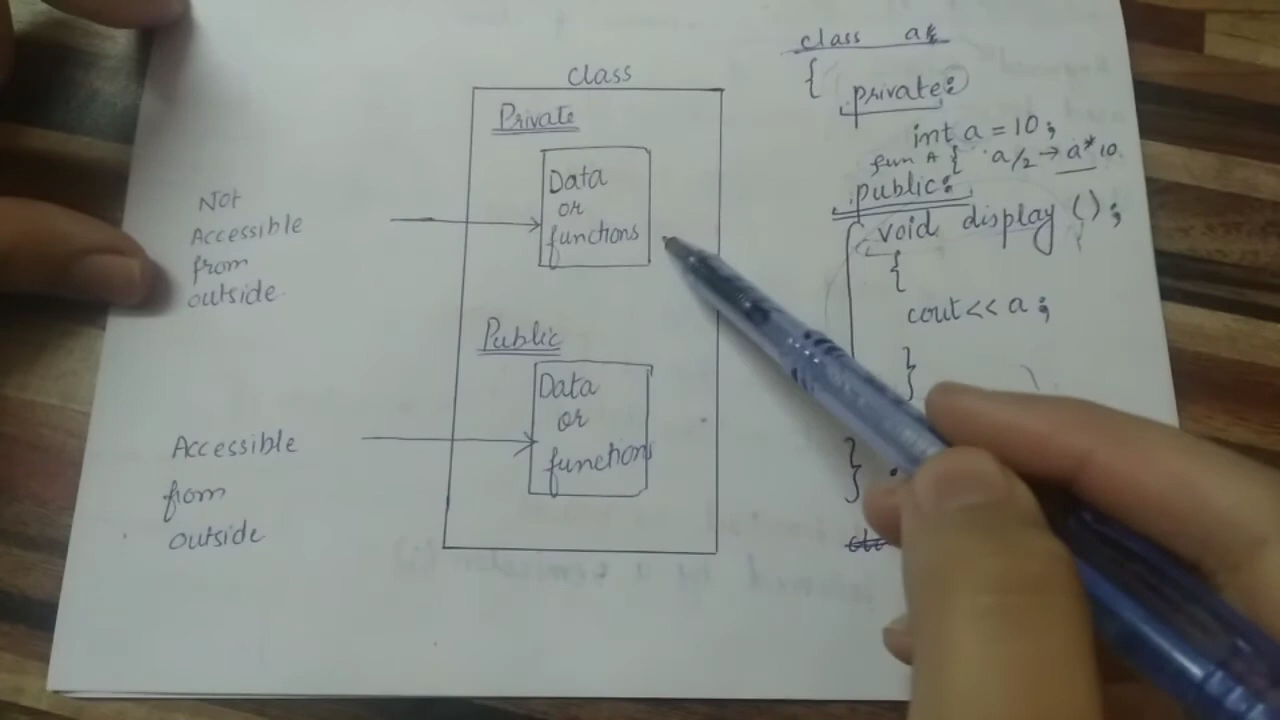 class
Private
Data
or
functions
Not
Accessible
from
outside
Public
Data
or
functions
Accessible
from
outside
class a
{ private:
int a = 10;
fun A { a/2 → a*10
public:
void display ();
{
cout<< a;
}
}